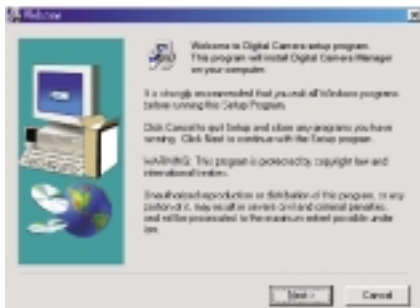 Welcome
Welcome to Digital Camera setup program.
This program will install Digital Camera Manager
on your computer.
It is strongly recommended that you exit all Windows programs
before running this Setup Program.
Click Cancel to quit Setup and close any programs you have
running. Click Next to continue with the Setup program.
WARNING: This program is protected by copyright law and
international treaties.
Unauthorized reproduction or distribution of this program, or any
portion of it, may result in severe civil and criminal penalties,
and will be prosecuted to the maximum extent possible under
law.
Next >
Cancel